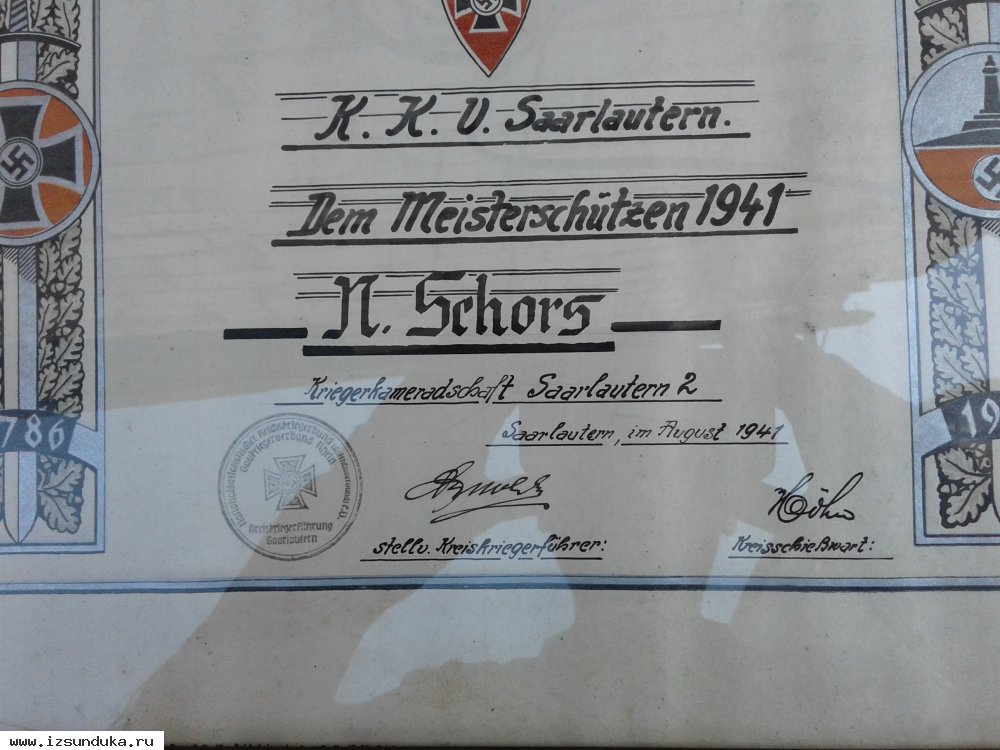 K. K. V. Saarlautern.
Dem Meisterschützen 1941
N. Schors
Kriegerkameradschaft Saarlautern 2
Saarlautern, im August 1941
786
19
Kreiskriegerführung
Saarlautern
stellv. Kreiskriegerführer:
Kreisschießwart:
www.izsunduka.ru